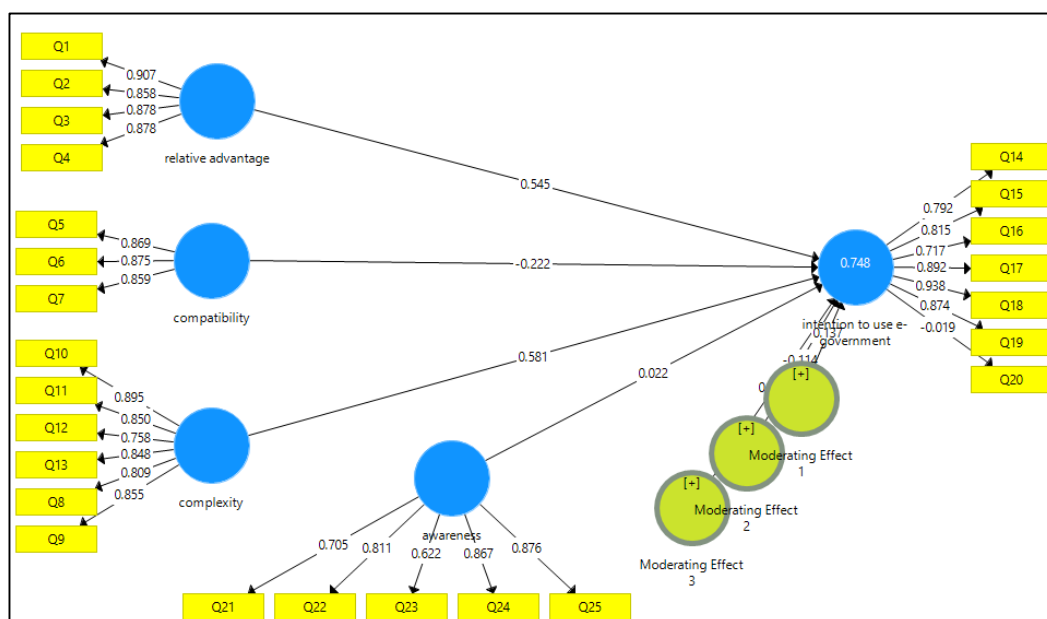 Q1
Q2
Q3
Q4
0.907
0.858
0.878
0.878
relative advantage
0.545
Q5
Q6
Q7
0.869
0.875
0.859
compatibility
-0.222
Q10
Q11
Q12
Q13
Q8
Q9
0.895
0.850
0.758
0.848
0.809
0.855
complexity
0.581
awareness
0.022
0.705
0.811
0.622
0.867
0.876
Q21
Q22
Q23
Q24
Q25
0.748
intention to use e-
government
0.137
-0.114
[+]
Moderating Effect
1
[+]
Moderating Effect
2
[+]
Moderating Effect
3
0.792
0.815
0.717
0.892
0.938
0.874
-0.019
Q14
Q15
Q16
Q17
Q18
Q19
Q20